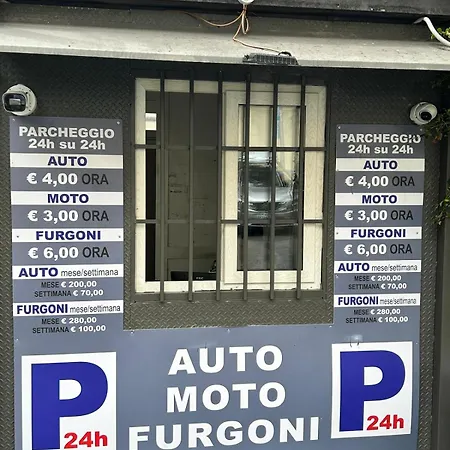 PARCHEGGIO
24h su 24h
AUTO
€ 4,00 ORA
MOTO
€ 3,00 ORA
FURGONI
€ 6,00 ORA
AUTO mese/settimana
MESE € 200,00
SETTIMANA € 70,00
FURGONI mese/settimana
MESE € 280,00
SETTIMANA € 100,00
PARCHEGGIO
24h su 24h
AUTO
€ 4,00 ORA
MOTO
€ 3,00 ORA
FURGONI
€ 6,00 ORA
AUTO mese/settimana
MESE € 200,00
SETTIMANA € 70,00
FURGONI mese/settimana
MESE € 280,00
SETTIMANA € 100,00
P
24h
AUTO
MOTO
FURGONI
P
24h